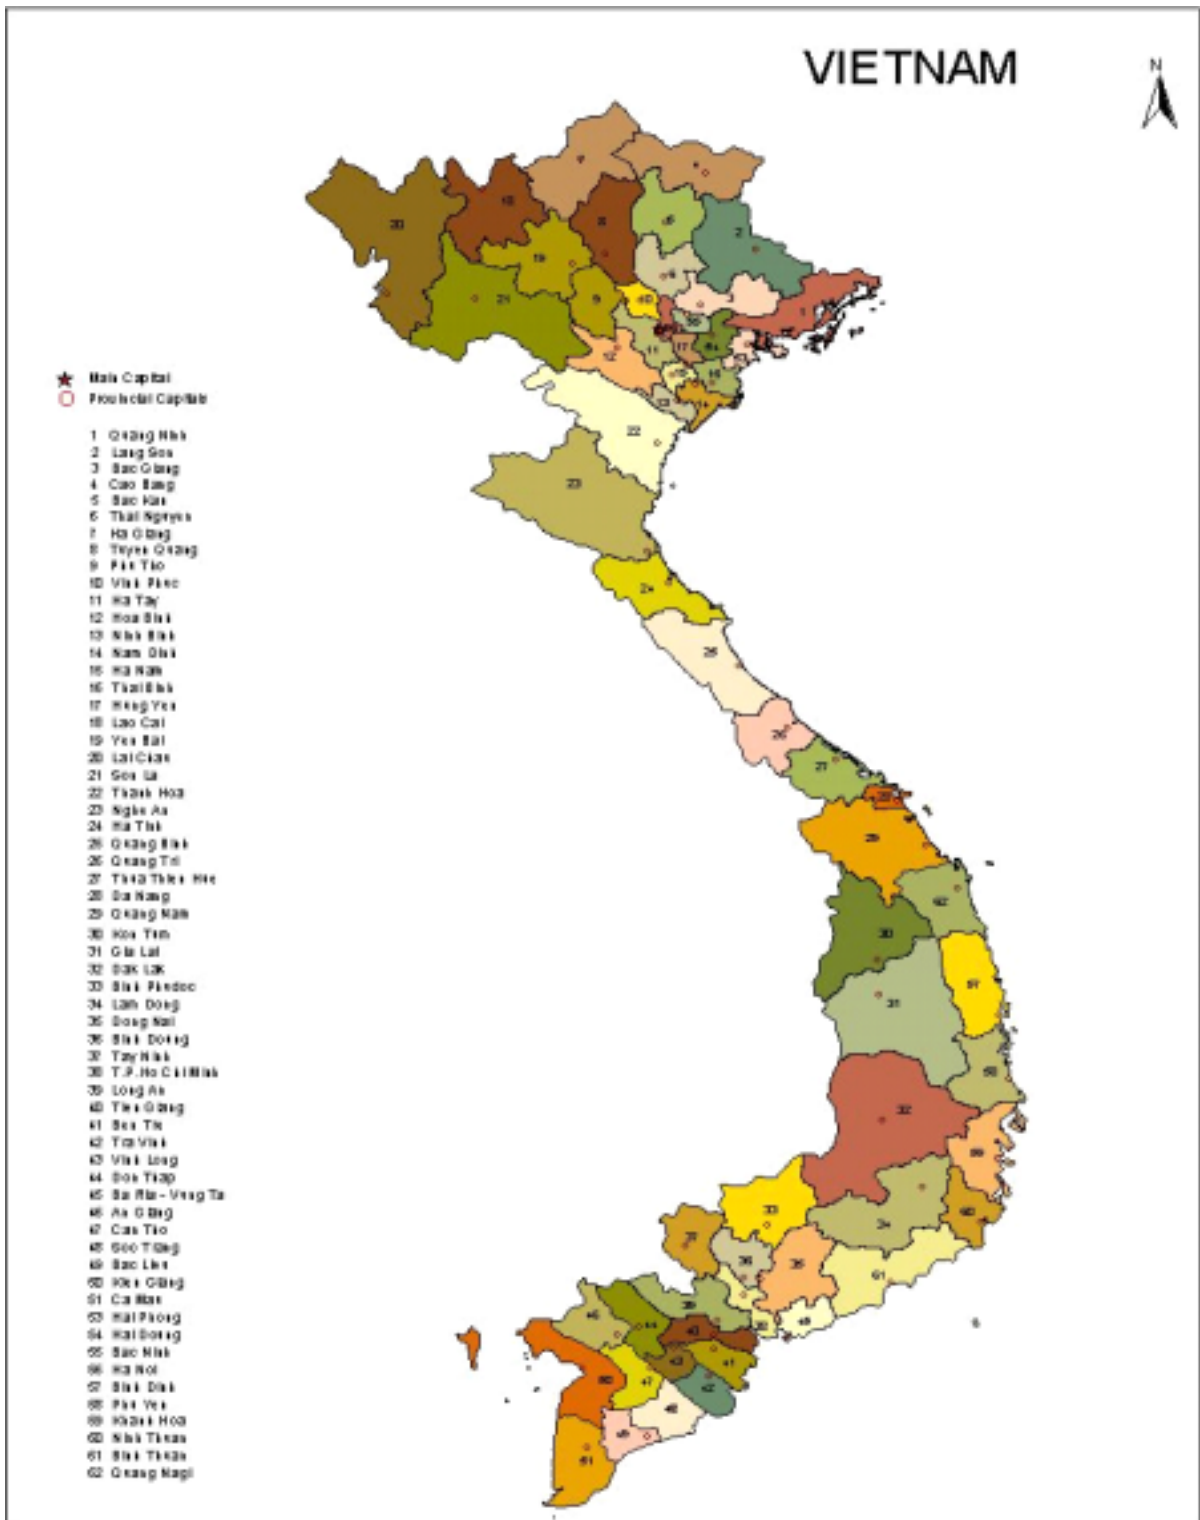 VIETNAM
N
Main Capital
Provincial Capitals
1 Quang Ninh
2 Lang Son
3 Bac Giang
4 Cao Bang
5 Bac Kan
6 Thai Nguyen
7 Ha Giang
8 Tuyen Quang
9 Phu Tho
10 Vinh Phuc
11 Ha Tay
12 Hoa Binh
13 Ninh Binh
14 Nam Dinh
15 Ha Nam
16 Thai Binh
17 Hung Yen
18 Lao Cai
19 Yen Bai
20 Lai Chau
21 Son La
22 Thanh Hoa
23 Nghe An
24 Ha Tinh
25 Quang Binh
26 Quang Tri
27 Thua Thien Hue
28 Da Nang
29 Quang Nam
30 Kon Tum
31 Gia Lai
32 Dak Lak
33 Binh Phuoc
34 Lam Dong
35 Dong Nai
36 Binh Duong
37 Tay Ninh
38 T.P.Ho Chi Minh
39 Long An
40 Tien Giang
41 Ben Tre
42 Tra Vinh
43 Vinh Long
44 Don Thap
45 Ba Ria - Vung Ta
46 An Giang
47 Can Tho
48 Soc Trang
49 Bac Lieu
50 Kien Giang
51 Ca Mau
53 Hai Phong
54 Hai Duong
55 Bac Ninh
56 Ha Noi
57 Binh Dinh
58 Phu Yen
59 Khanh Hoa
60 Ninh Thuan
61 Binh Thuan
62 Quang Nagi